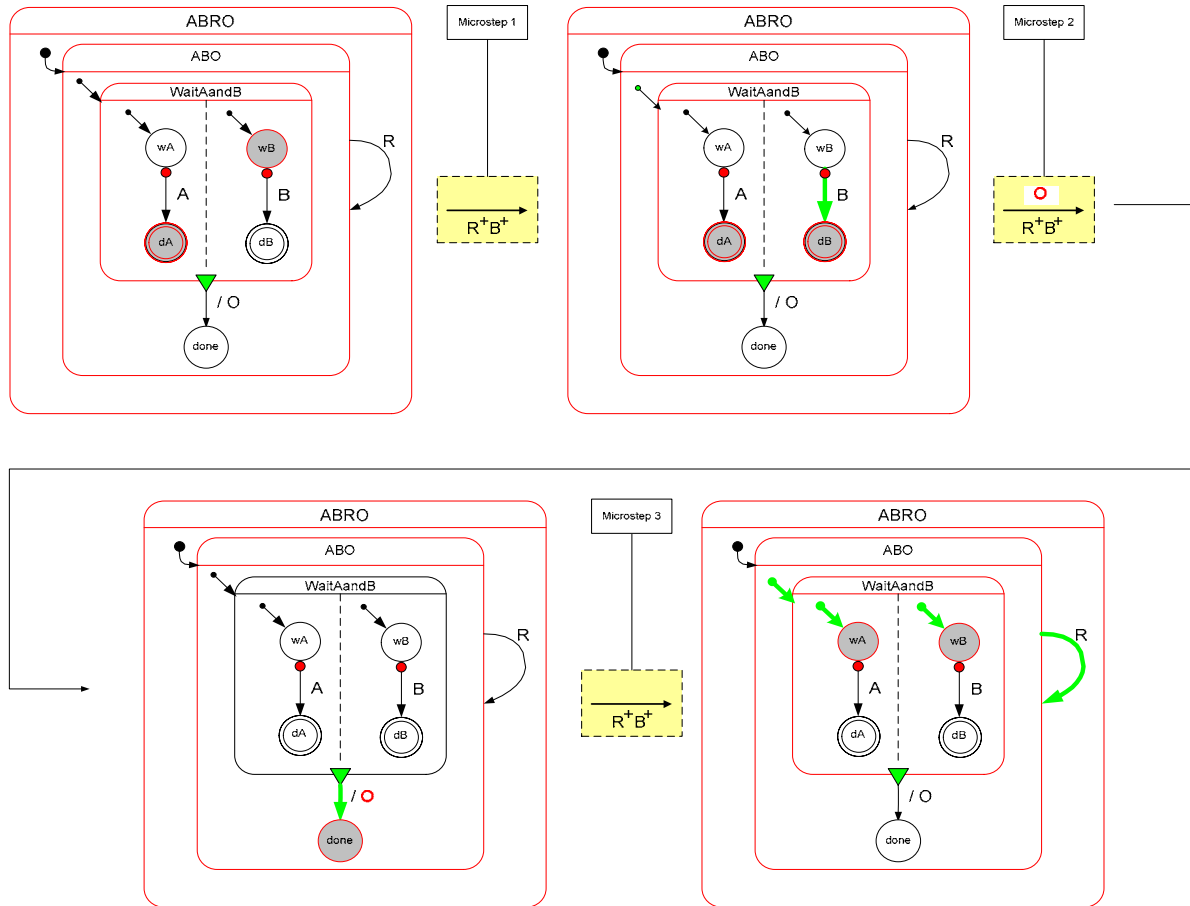 ABRO
ABO
WaitAandB
wA
wB
R
A
B
dA
dB
/ O
done
Microstep 1
R+B+
ABRO
ABO
WaitAandB
wA
wB
R
A
B
dA
dB
/ O
done
Microstep 2
O
R+B+
ABRO
ABO
WaitAandB
wA
wB
R
A
B
dA
dB
/ O
done
Microstep 3
R+B+
ABRO
ABO
WaitAandB
wA
wB
R
A
B
dA
dB
/ O
done